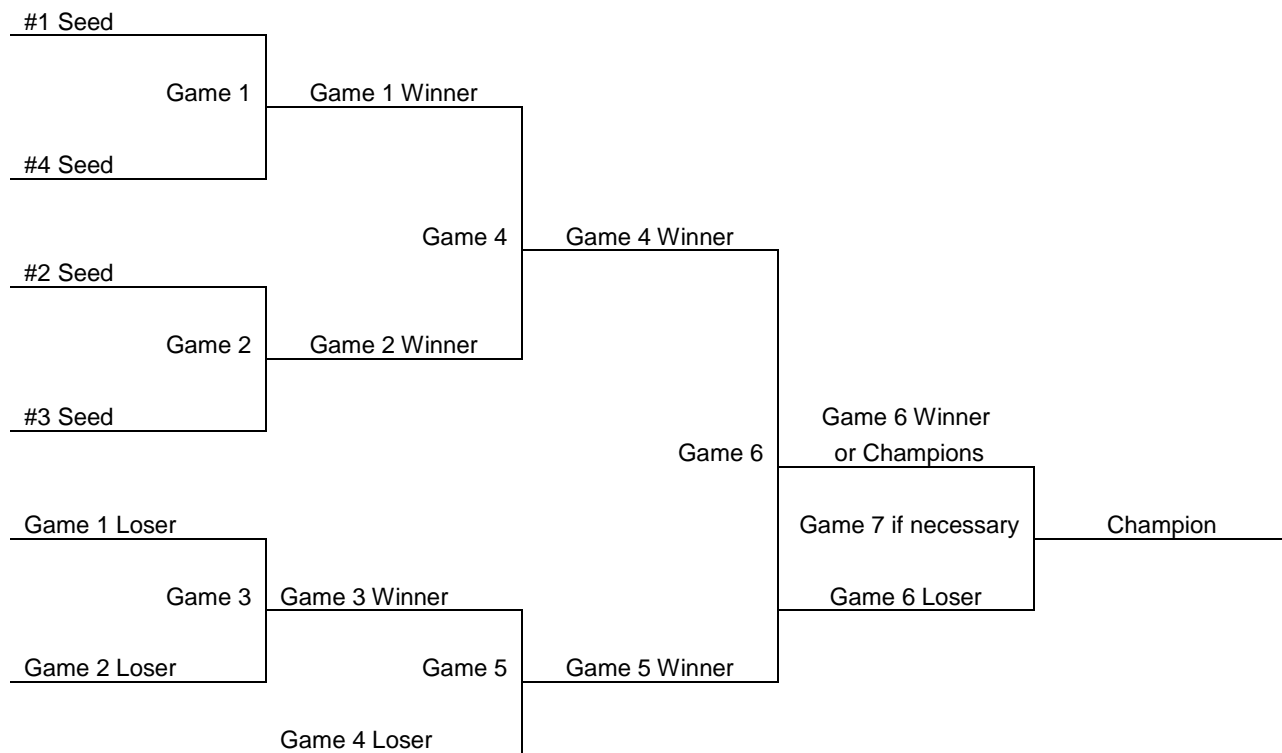 #1 Seed
Game 1
Game 1 Winner
#4 Seed
Game 4
Game 4 Winner
#2 Seed
Game 2
Game 2 Winner
#3 Seed
Game 6 Winner
or Champions
Game 6
Game 1 Loser
Game 7 if necessary
Champion
Game 3
Game 3 Winner
Game 6 Loser
Game 2 Loser
Game 5
Game 5 Winner
Game 4 Loser